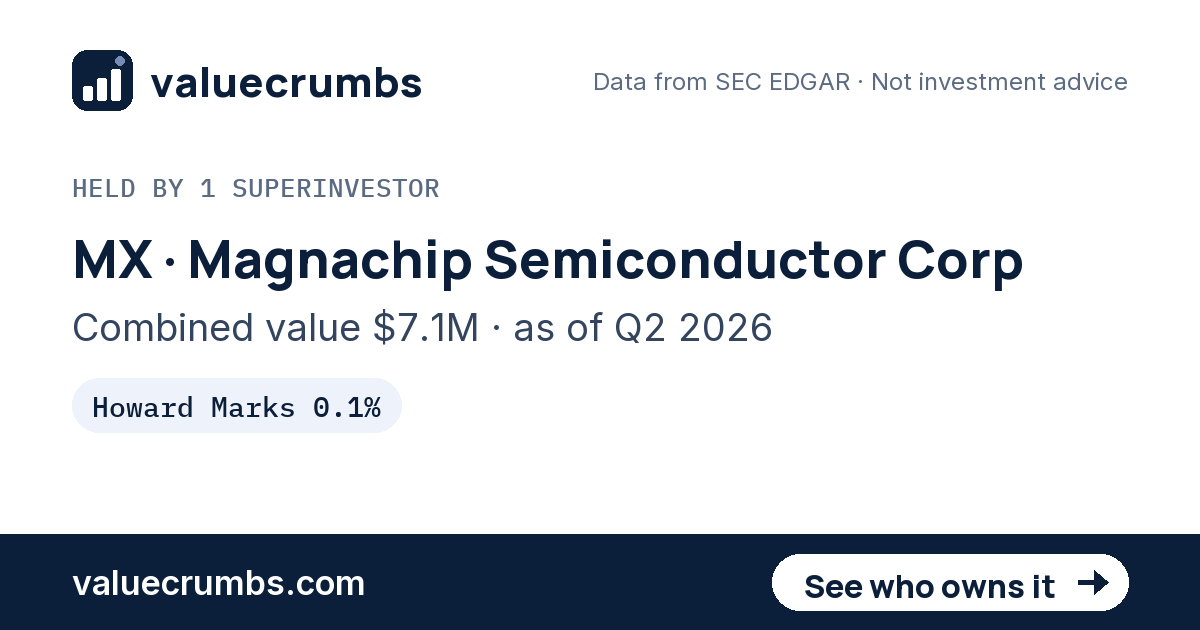 valuecrumbs
Data from SEC EDGAR · Not investment advice
HELD BY 1 SUPERINVESTOR
MX · Magnachip Semiconductor Corp
Combined value $7.1M · as of Q2 2026
Howard Marks 0.1%
valuecrumbs.com
See who owns it →